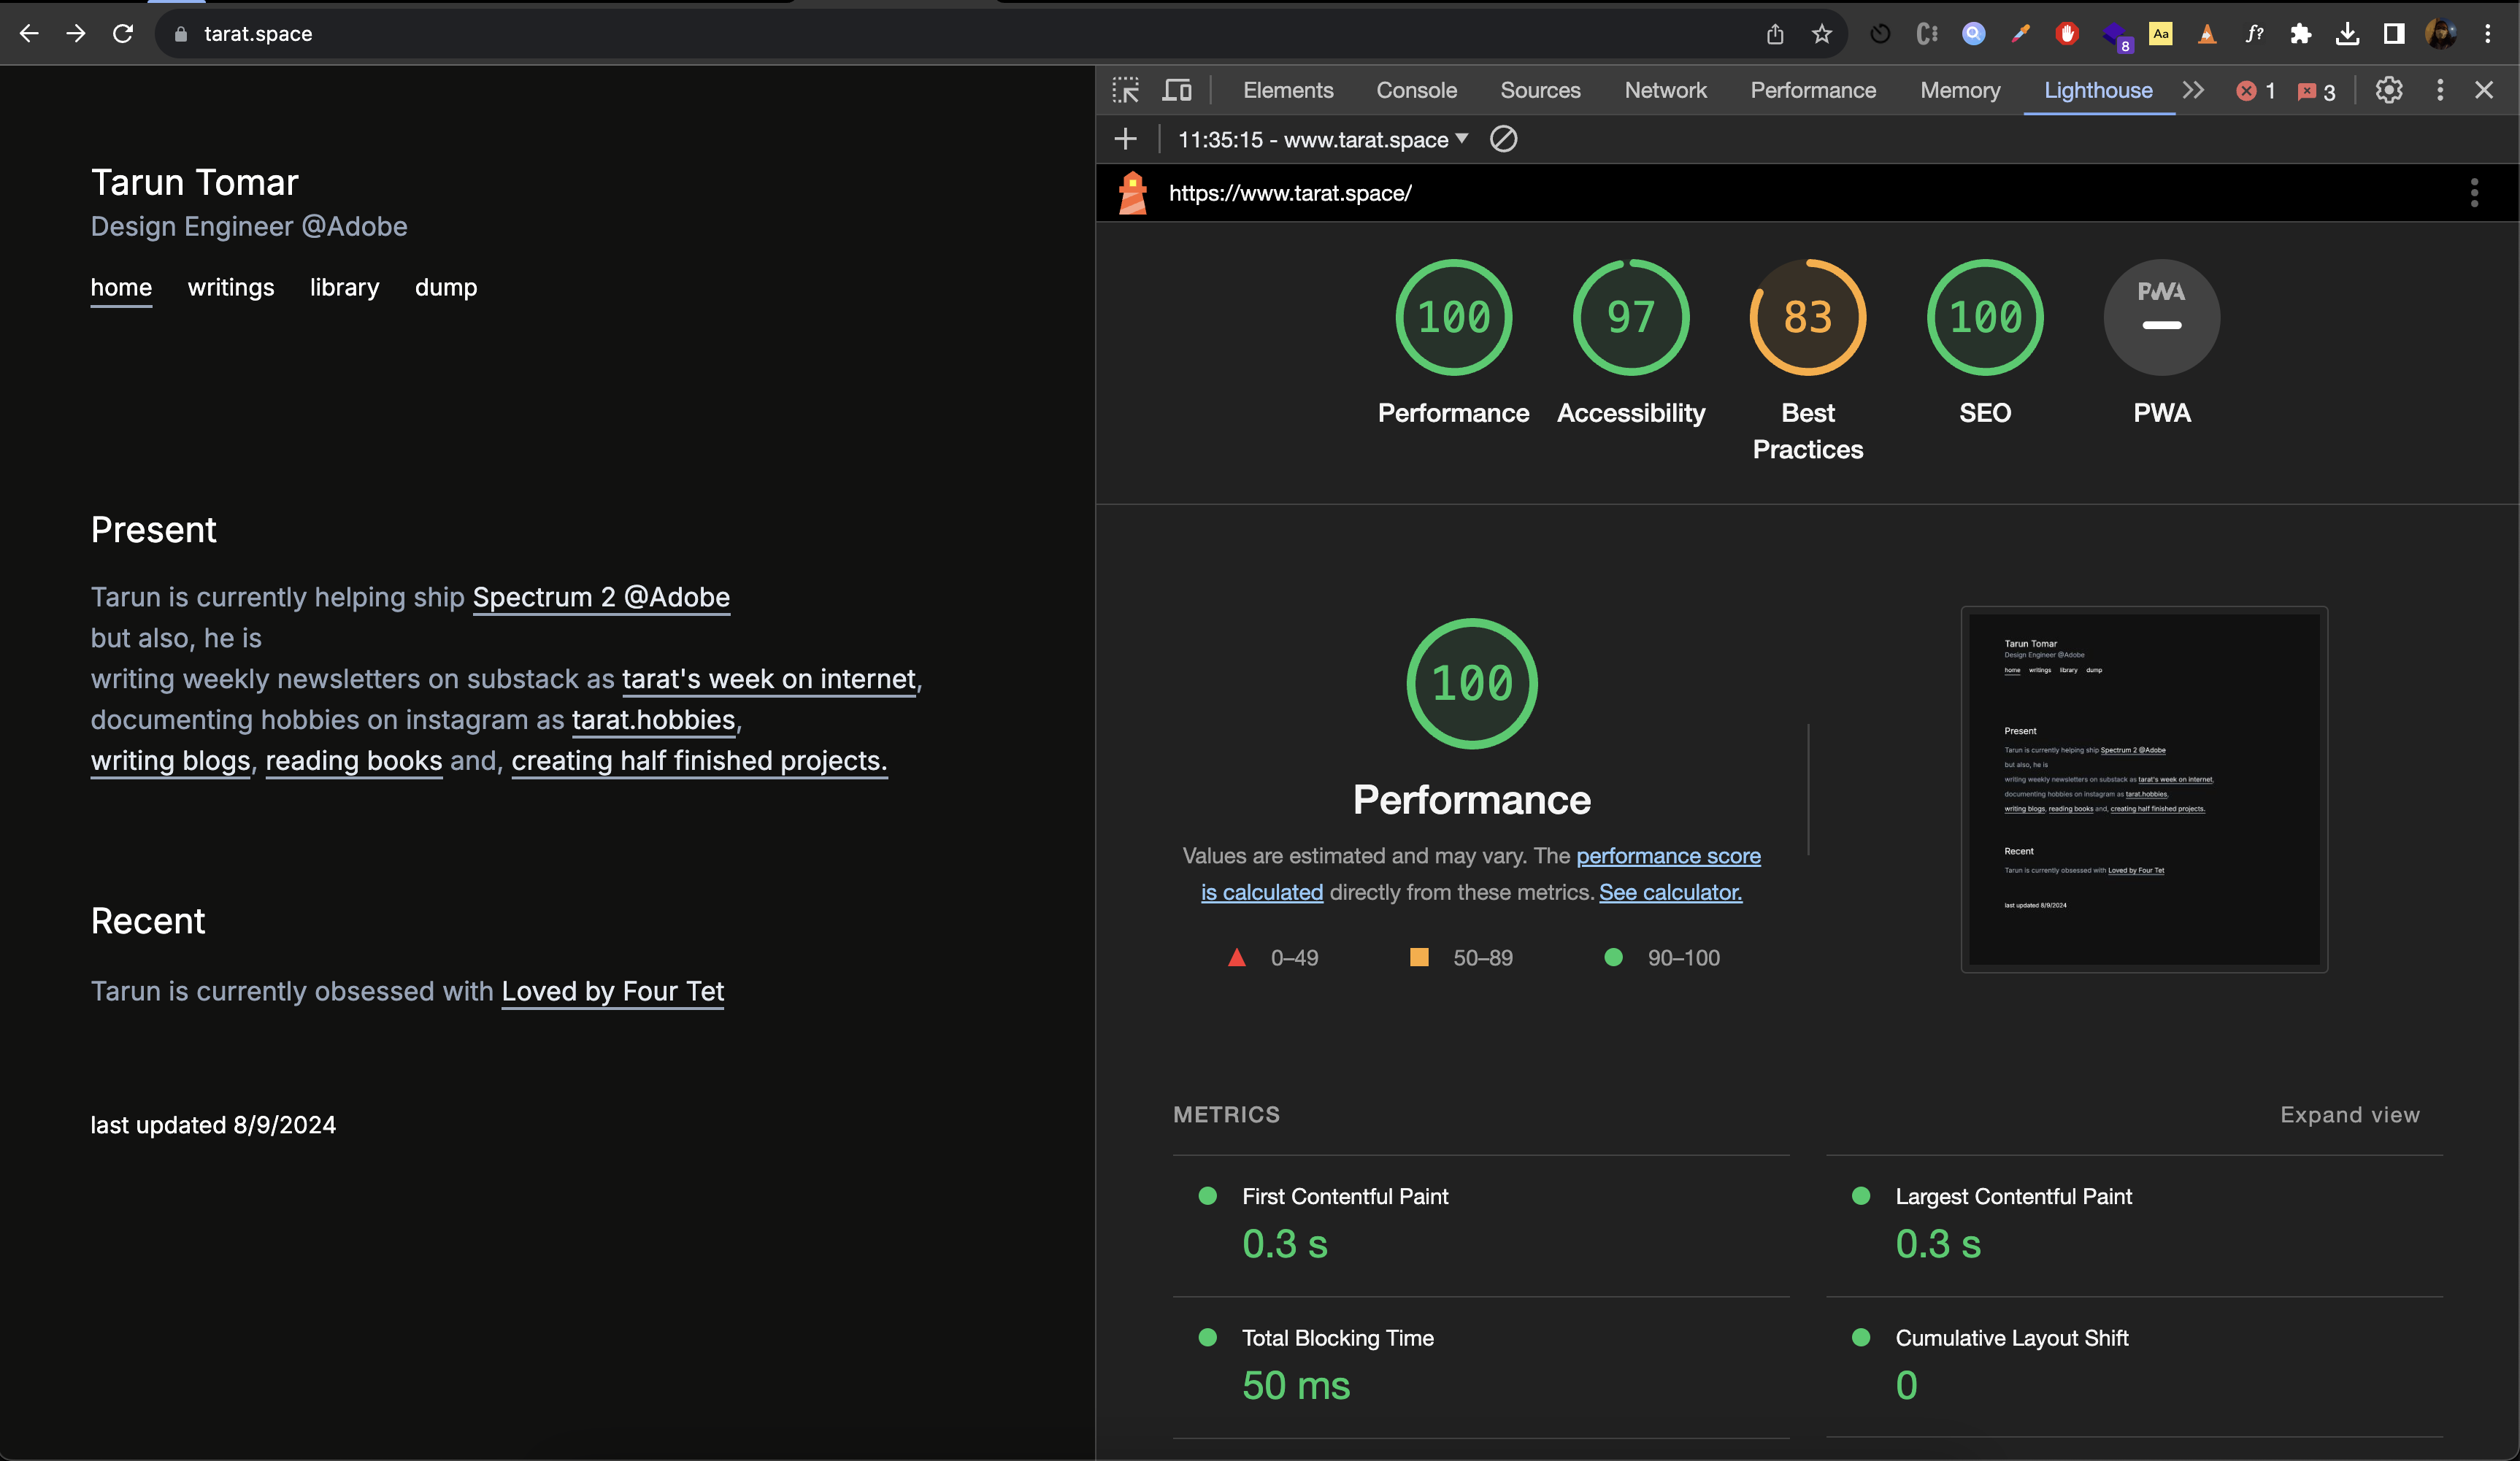 tarat.space
8
Aa
f?
Tarun Tomar
Design Engineer @Adobe
home writings library dump
Present
Tarun is currently helping ship Spectrum 2 @Adobe
but also, he is
writing weekly newsletters on substack as tarat's week on internet,
documenting hobbies on instagram as tarat.hobbies,
writing blogs, reading books and, creating half finished projects.
Recent
Tarun is currently obsessed with Loved by Four Tet
last updated 8/9/2024
Elements Console Sources Network Performance Memory Lighthouse 1 3
11:35:15 - www.tarat.space
https://www.tarat.space/
100 97 83 100 PWA
Performance Accessibility Best Practices SEO PWA
100
Performance
Values are estimated and may vary. The performance score
is calculated directly from these metrics. See calculator.
0–49 50–89 90–100
Tarun Tomar
Design Engineer @Adobe
home writings library dump
Present
Tarun is currently helping ship Spectrum 2 @Adobe
but also, he is
writing weekly newsletters on substack as tarat's week on internet,
documenting hobbies on instagram as tarat.hobbies,
writing blogs, reading books and, creating half finished projects.
Recent
Tarun is currently obsessed with Loved by Four Tet
last updated 8/9/2024
METRICS Expand view
First Contentful Paint
0.3 s
Largest Contentful Paint
0.3 s
Total Blocking Time
50 ms
Cumulative Layout Shift
0